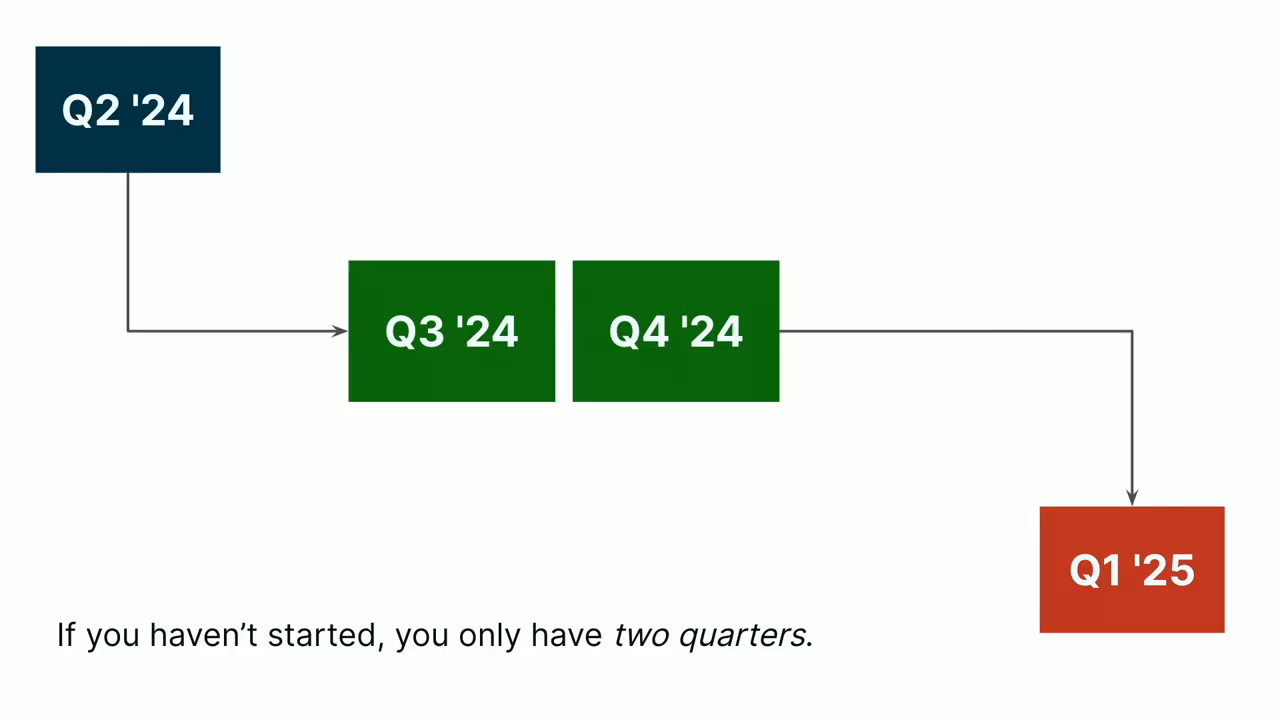 Q2 '24
Q3 '24
Q4 '24
Q1 '25
If you haven’t started, you only have two quarters.